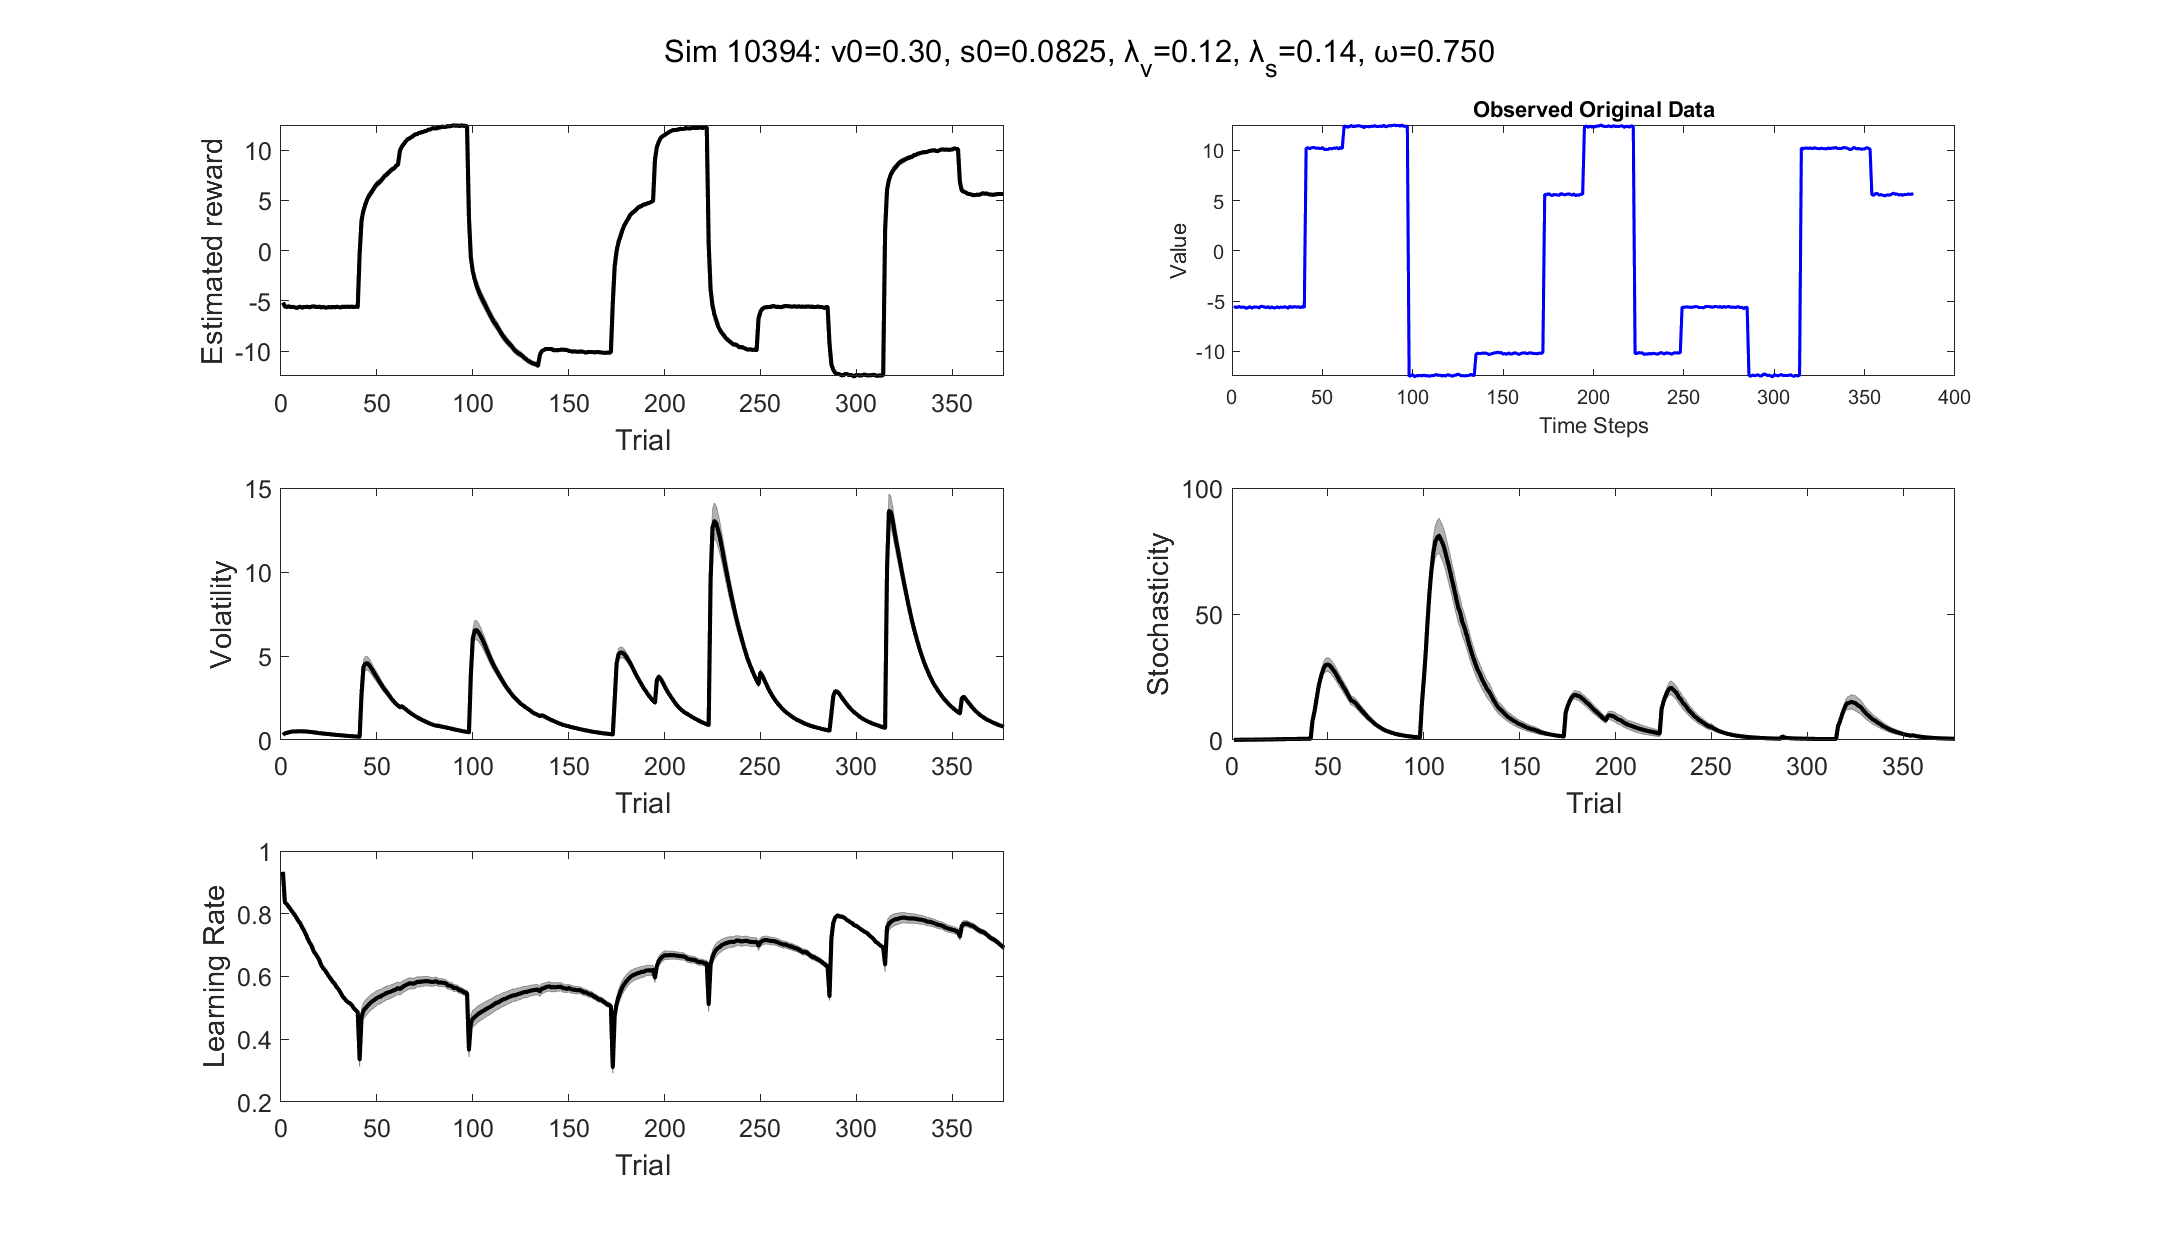 Sim 10394: v0=0.30, s0=0.0825, λ_v=0.12, λ_s=0.14, ω=0.750
Estimated reward
10
5
0
-5
-10
0 50 100 150 200 250 300 350
Trial
Observed Original Data
Value
10
5
0
-5
-10
0 50 100 150 200 250 300 350 400
Time Steps
Volatility
15
10
5
0
0 50 100 150 200 250 300 350
Trial
Stochasticity
100
50
0
0 50 100 150 200 250 300 350
Trial
Learning Rate
1
0.8
0.6
0.4
0.2
0 50 100 150 200 250 300 350
Trial